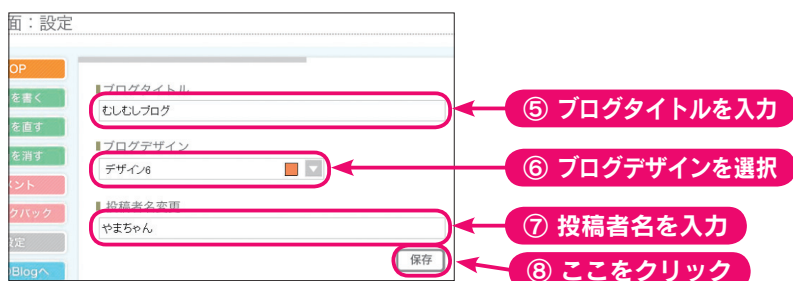 面：設定
OP
を書く
を直す
を消す
メント
クバック
設定
Blogへ
ブログタイトル
むしむしブログ
ブログデザイン
デザイン6
投稿者名変更
やまちゃん
保存
⑤ ブログタイトルを入力
⑥ ブログデザインを選択
⑦ 投稿者名を入力
⑧ ここをクリック